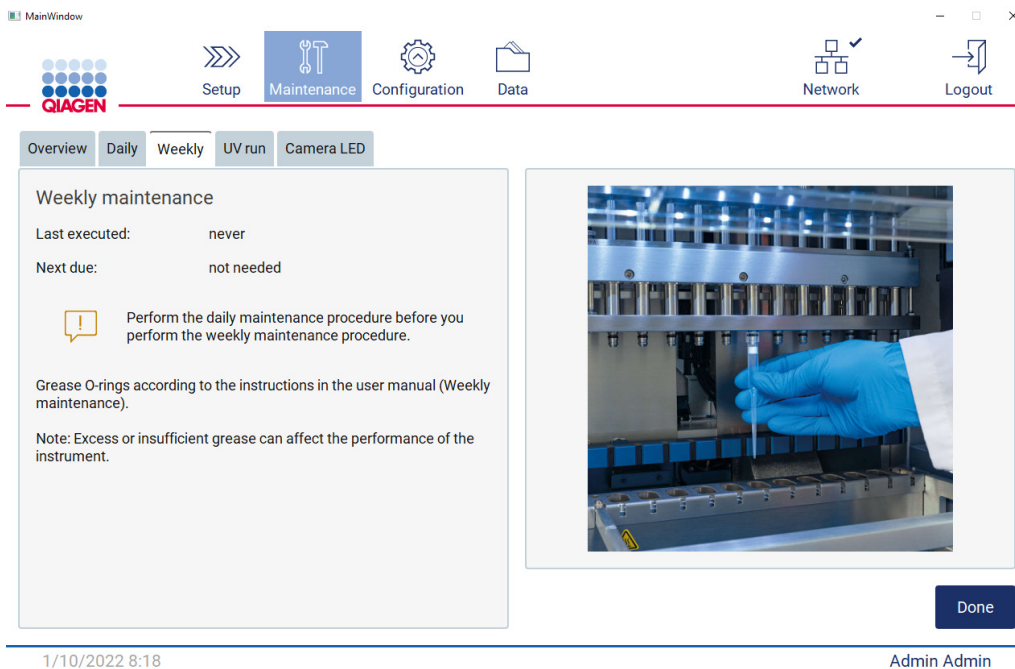 MainWindow
QIAGEN
Setup
Maintenance
Configuration
Data
Network
Logout
Overview
Daily
Weekly
UV run
Camera LED
Weekly maintenance
Last executed: never
Next due: not needed
Perform the daily maintenance procedure before you
perform the weekly maintenance procedure.
Grease O-rings according to the instructions in the user manual (Weekly
maintenance).
Note: Excess or insufficient grease can affect the performance of the
instrument.
Done
1/10/2022 8:18
Admin Admin